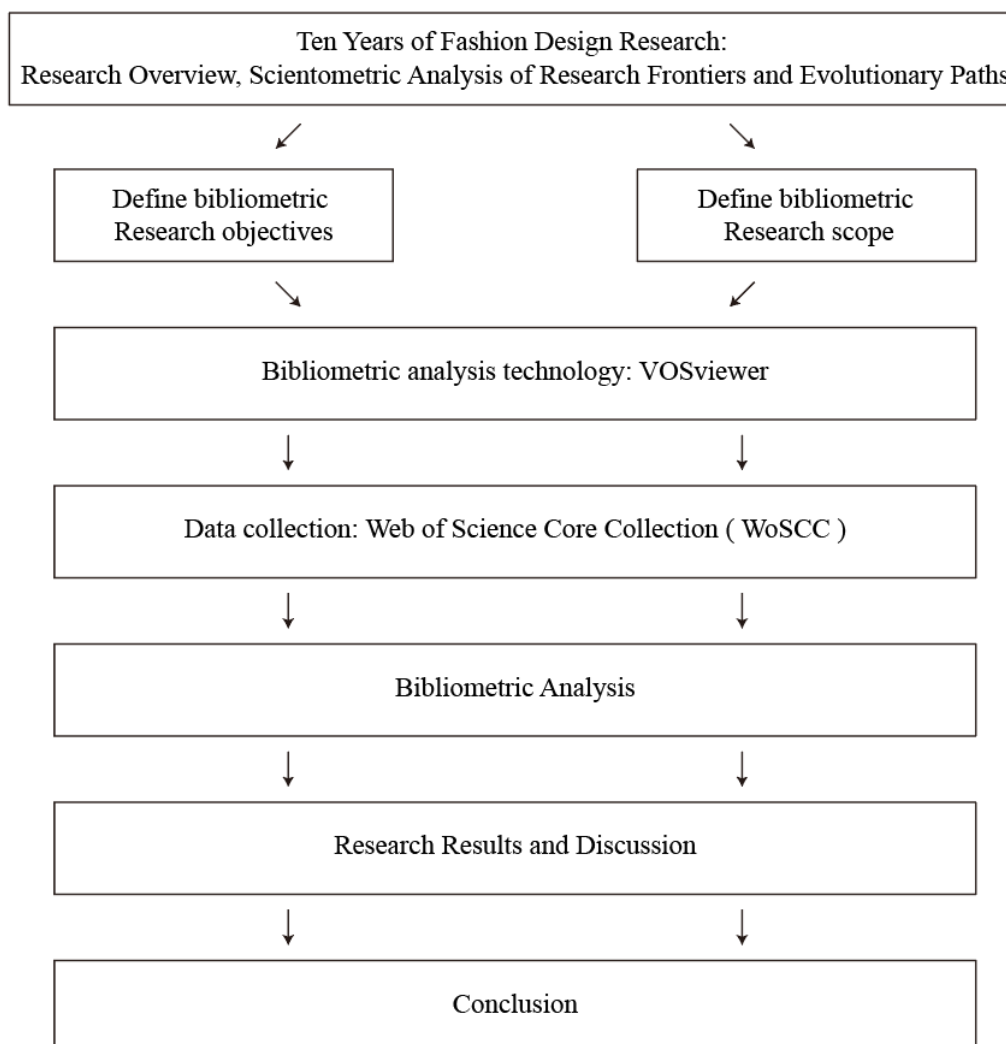 Ten Years of Fashion Design Research:
Research Overview, Scientometric Analysis of Research Frontiers and Evolutionary Paths
Define bibliometric
Research objectives
Define bibliometric
Research scope
Bibliometric analysis technology: VOSviewer
Data collection: Web of Science Core Collection ( WoSCC )
Bibliometric Analysis
Research Results and Discussion
Conclusion